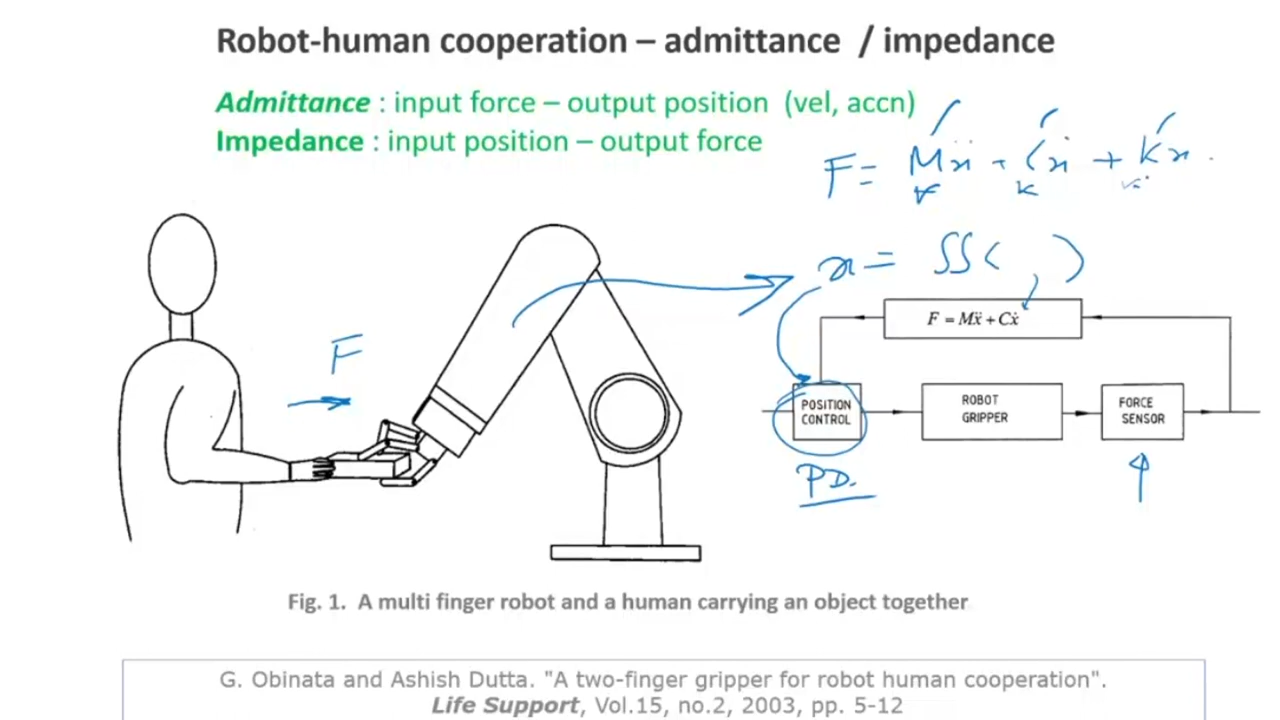 Robot-human cooperation – admittance / impedance
Admittance : input force – output position (vel, accn)
Impedance : input position – output force
F = Mẍ + Cẋ + Kx
x = SS( , )
F = Mẍ + Cẋ
F
POSITION
CONTROL
ROBOT
GRIPPER
FORCE
SENSOR
PD.
Fig. 1. A multi finger robot and a human carrying an object together
G. Obinata and Ashish Dutta. "A two-finger gripper for robot human cooperation".
Life Support, Vol.15, no.2, 2003, pp. 5-12